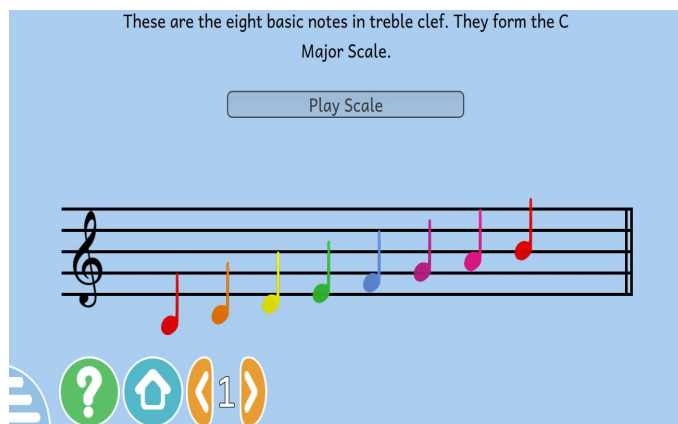 These are the eight basic notes in treble clef. They form the C
Major Scale.
Play Scale
?
1